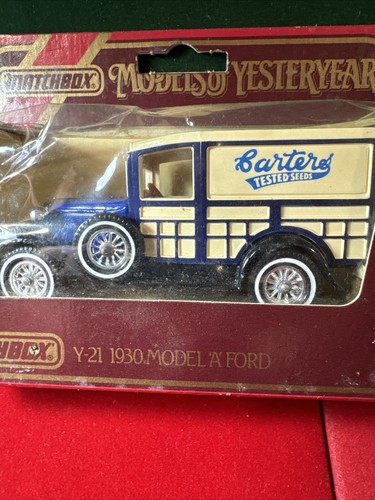 MATCHBOX
MODELS OF YESTERYEAR
Carters
TESTED SEEDS
Y-21 1930 MODEL 'A' FORD